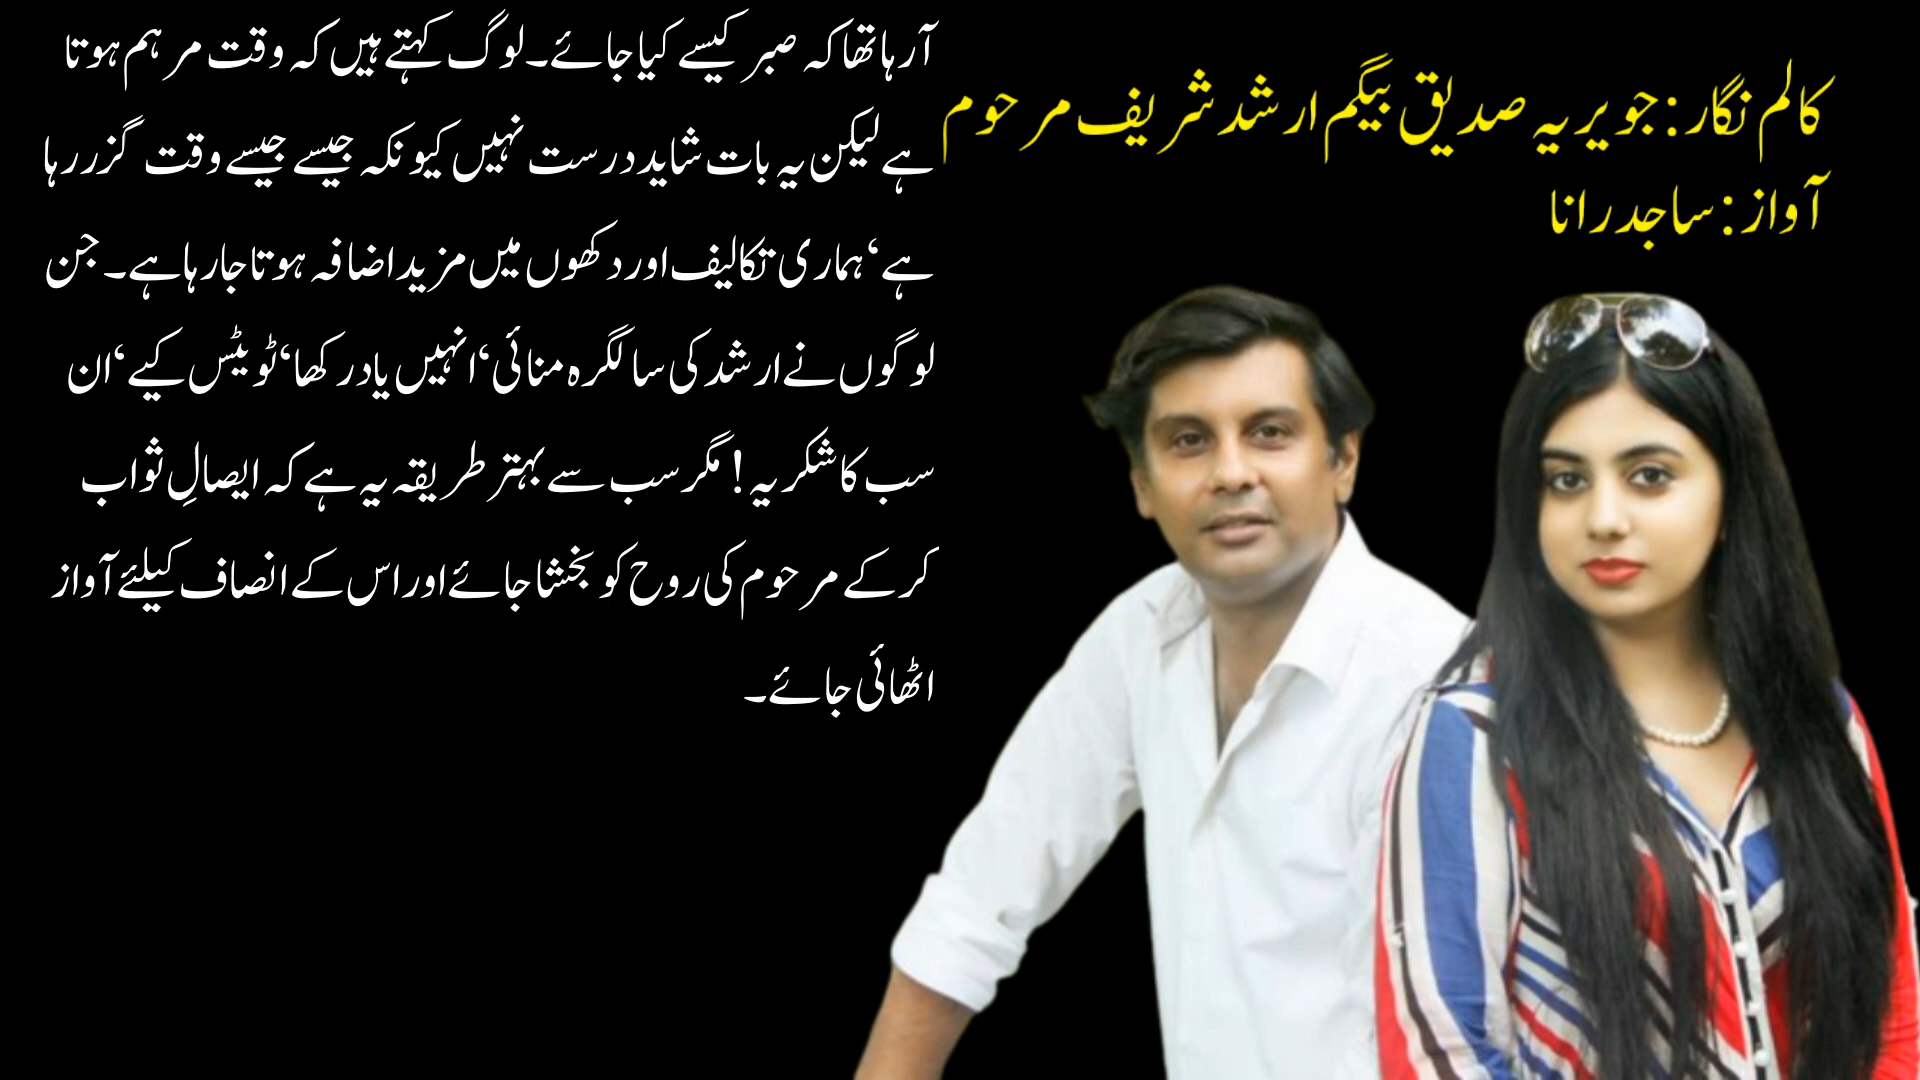 کالم نگار: جویریہ صدیق بیگم ارشد شریف مرحوم
آواز: ساجد رانا
آرہا تھا کہ صبر کیسے کیا جائے۔ لوگ کہتے ہیں کہ وقت مرہم ہوتا
ہے لیکن یہ بات شاید درست نہیں کیونکہ جیسے جیسے وقت گزر رہا
ہے‘ ہماری تکالیف اور دکھوں میں مزید اضافہ ہوتا جارہا ہے۔ جن
لوگوں نے ارشد کی سالگرہ منائی‘ انہیں یاد رکھا‘ ٹویٹس کیے‘ ان
سب کا شکریہ! مگر سب سے بہتر طریقہ یہ ہے کہ ایصالِ ثواب
کرکے مرحوم کی روح کو بخشا جائے اور اس کے انصاف کیلئے آواز
اٹھائی جائے۔